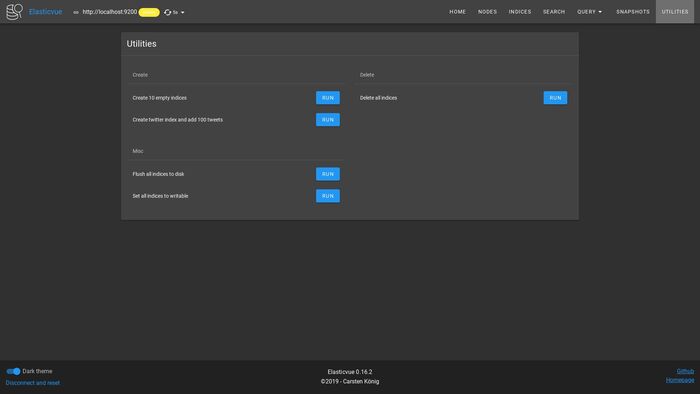 Elasticvue
http://localhost:9200
5s
HOME
NODES
INDICES
SEARCH
QUERY
SNAPSHOTS
UTILITIES
Utilities
Create
Create 10 empty indices
RUN
Create twitter index and add 100 tweets
RUN
Delete
Delete all indices
RUN
Misc
Flush all indices to disk
RUN
Set all indices to writable
RUN
Dark theme
Disconnect and reset
Elasticvue 0.16.2
©2019 - Carsten König
Github
Homepage